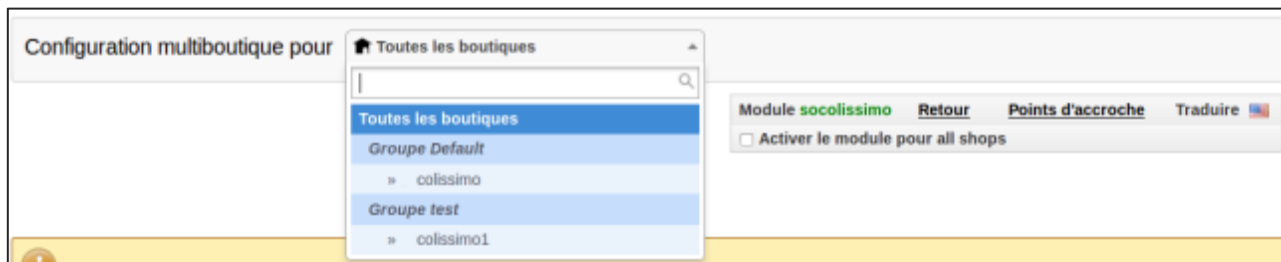 Configuration multiboutique pour
Toutes les boutiques
Toutes les boutiques
Groupe Default
» colissimo
Groupe test
» colissimo1
Module socolissimo Retour Points d'accroche Traduire
Activer le module pour all shops